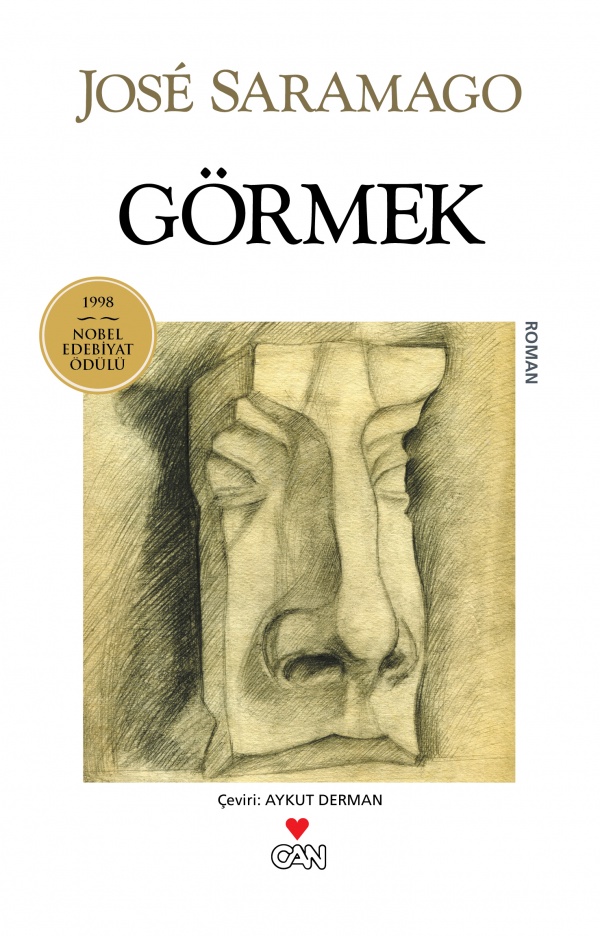 JOSÉ SARAMAGO
GÖRMEK
1998
NOBEL
EDEBİYAT
ÖDÜLÜ
ROMAN
Çeviri: AYKUT DERMAN
CAN